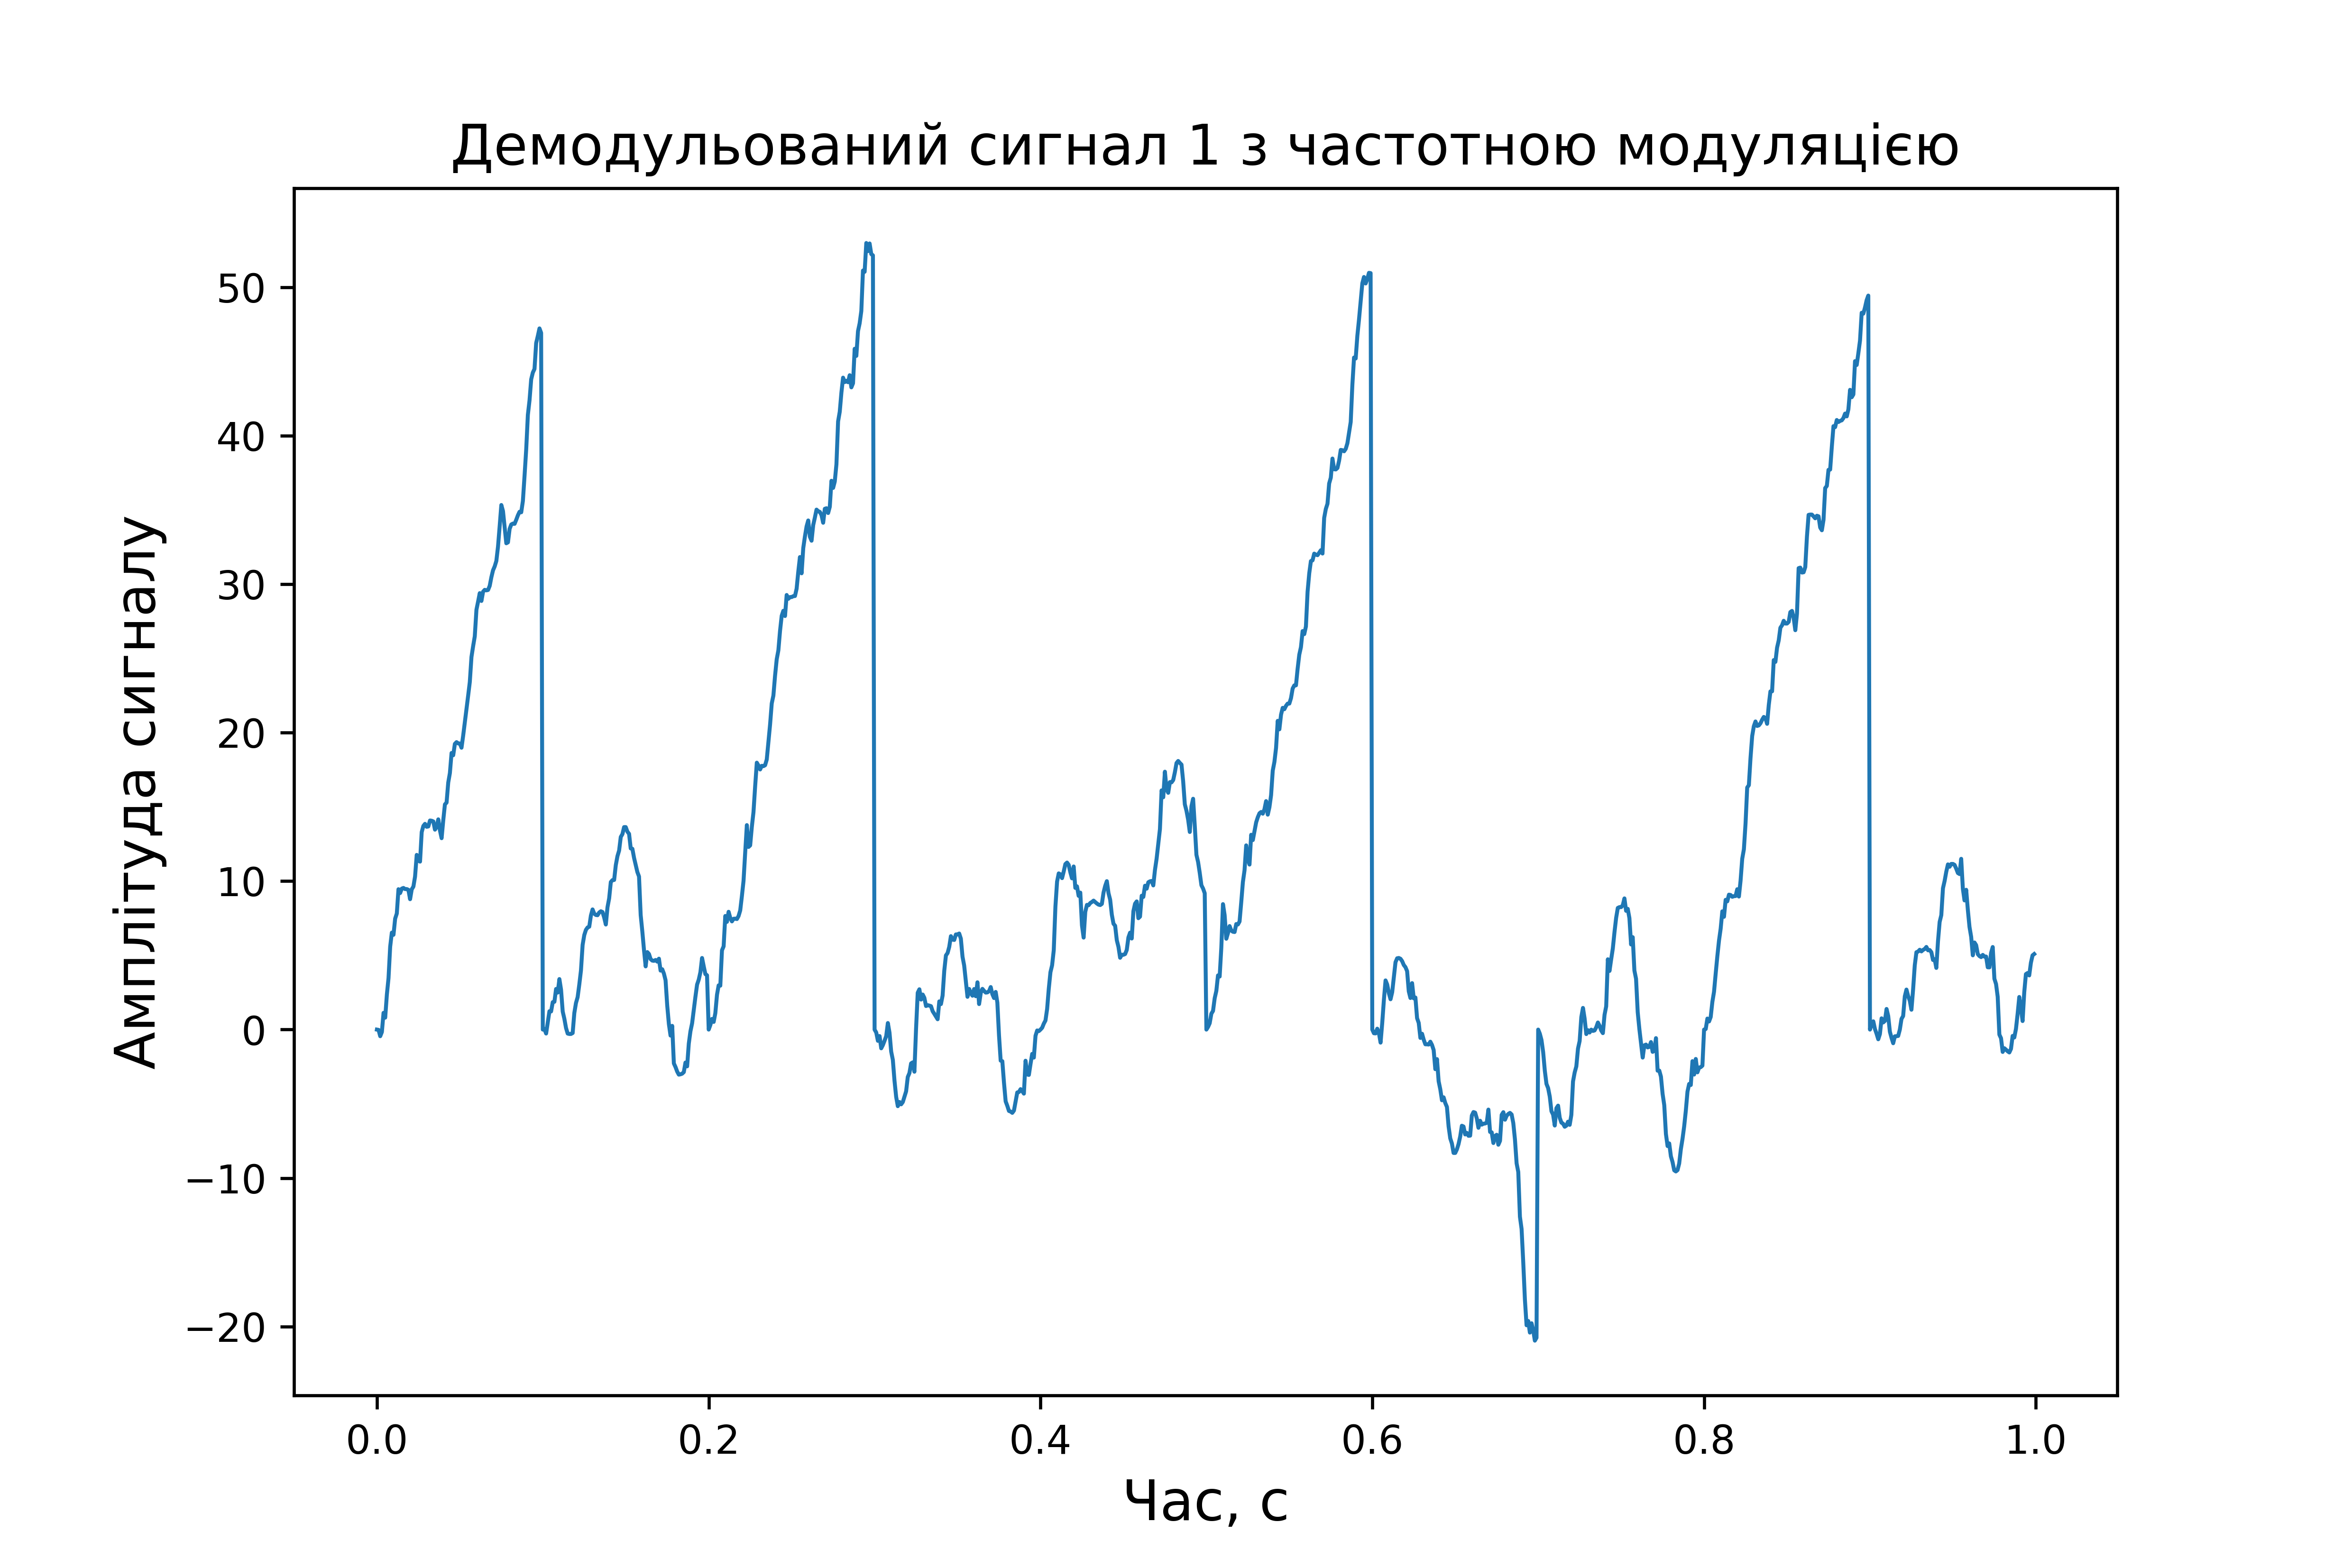 Демодульований сигнал 1 з частотною модуляцією
Амплітуда сигналу
50
40
30
20
10
0
−10
−20
0.0 0.2 0.4 0.6 0.8 1.0
Час, с